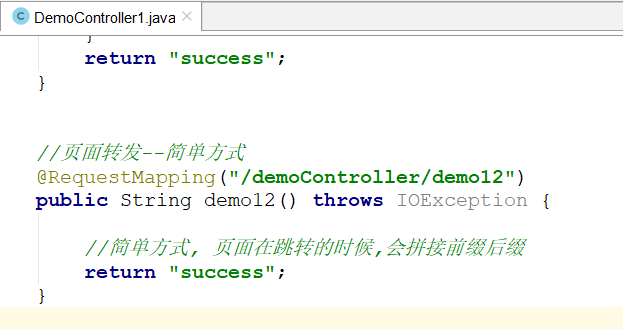 DemoController1.java
}
return "success";
}
//页面转发--简单方式
@RequestMapping("/demoController/demo12")
public String demo12() throws IOException {
//简单方式, 页面在跳转的时候,会拼接前缀后缀
return "success";
}